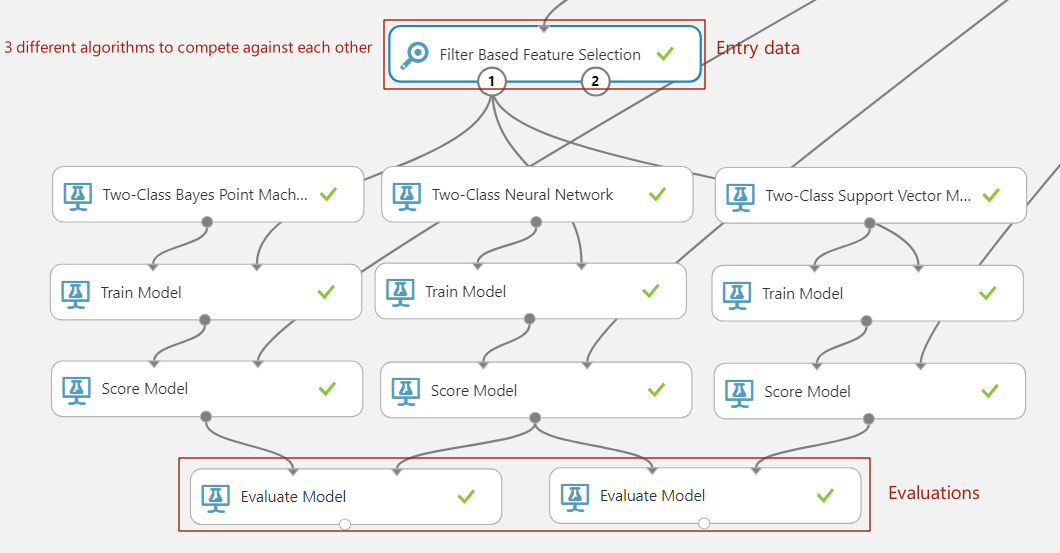 3 different algorithms to compete against each other
Filter Based Feature Selection
Entry data
1
2
Two-Class Bayes Point Mach...
Two-Class Neural Network
Two-Class Support Vector M...
Train Model
Train Model
Train Model
Score Model
Score Model
Score Model
Evaluate Model
Evaluate Model
Evaluations